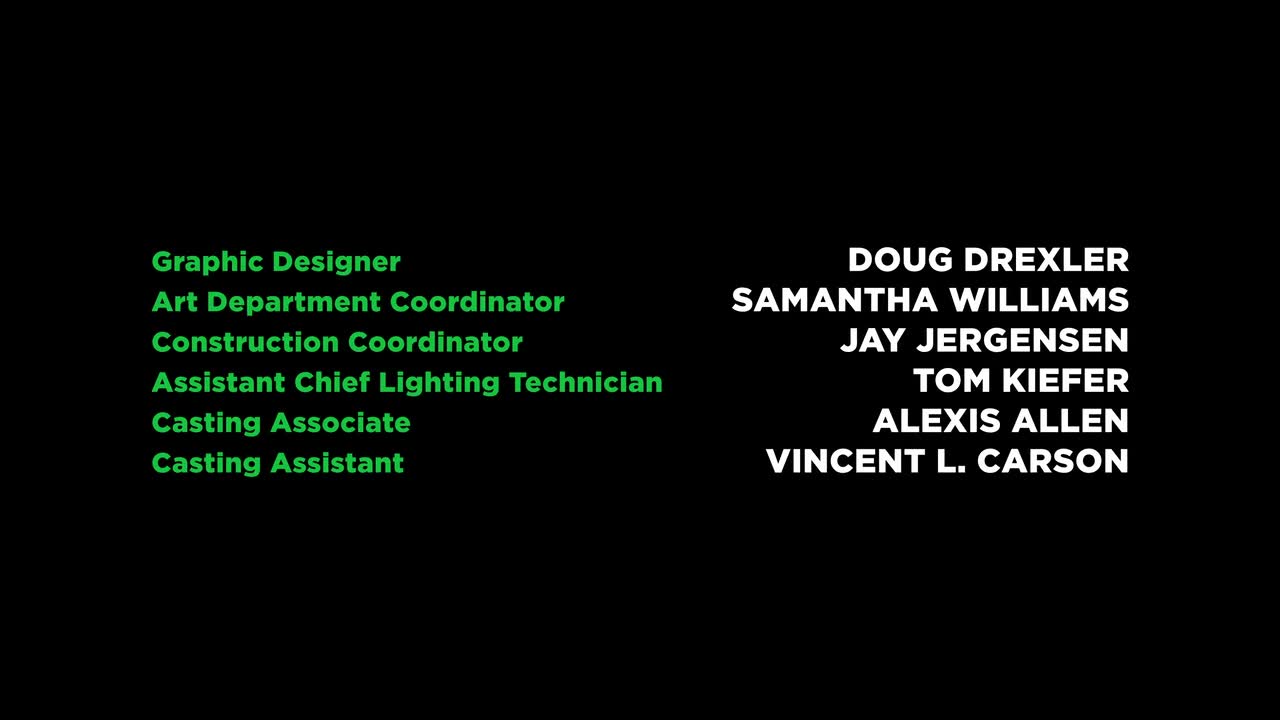 Graphic Designer DOUG DREXLER
Art Department Coordinator SAMANTHA WILLIAMS
Construction Coordinator JAY JERGENSEN
Assistant Chief Lighting Technician TOM KIEFER
Casting Associate ALEXIS ALLEN
Casting Assistant VINCENT L. CARSON